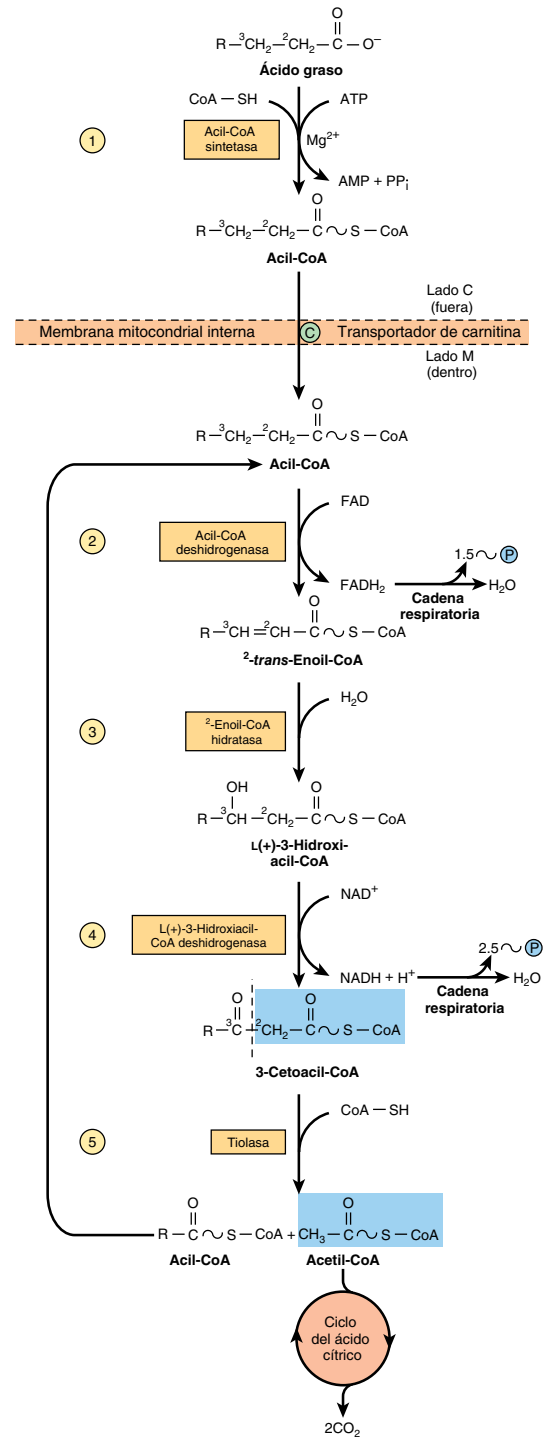 O
R—³CH₂—²CH₂—C—O⁻
Ácido graso
CoA—SH
ATP
1
Acil-CoA
sintetasa
Mg²⁺
AMP + PPi
O
R—³CH₂—²CH₂—C~S—CoA
Acil-CoA
Lado C
(fuera)
Membrana mitocondrial interna
C
Transportador de carnitina
Lado M
(dentro)
O
R—³CH₂—²CH₂—C~S—CoA
Acil-CoA
2
Acil-CoA
deshidrogenasa
FAD
1.5~P
FADH₂
H₂O
Cadena
respiratoria
O
R—³CH=²CH—C~S—CoA
²-trans-Enoil-CoA
3
²-Enoil-CoA
hidratasa
H₂O
OH O
R—³CH—²CH₂—C~S—CoA
L(+)-3-Hidroxi-
acil-CoA
4
L(+)-3-Hidroxiacil-
CoA deshidrogenasa
NAD⁺
2.5~P
NADH + H⁺
H₂O
Cadena
respiratoria
O O
R—³C—²CH₂—C~S—CoA
3-Cetoacil-CoA
5
Tiolasa
CoA—SH
O O
R—C~S—CoA + CH₃—C~S—CoA
Acil-CoA Acetil-CoA
Ciclo
del ácido
cítrico
2CO₂